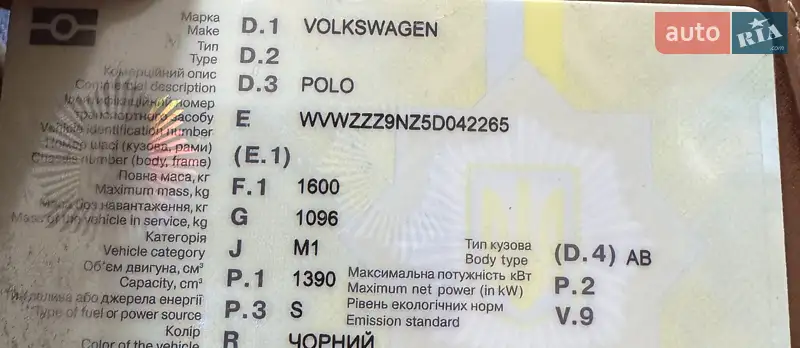 Марка
Make D.1 VOLKSWAGEN
Тип
Type D.2
Комерційний опис
Commercial description D.3 POLO
Ідентифікаційний номер
транспортного засобу
Vehicle identification number E WVWZZZ9NZ5D042265
Номер шасі (кузова, рами)
Chassis number (body, frame) (E.1)
Повна маса, кг
Maximum mass, kg F.1 1600
Маса без навантаження, кг
Mass of the vehicle in service, kg G 1096
Категорія
Vehicle category J M1
Тип кузова
Body type (D.4) AB
Об'єм двигуна, см³
Capacity, cm³ P.1 1390
Максимальна потужність кВт
Maximum net power (in kW) P.2
Тип палива або джерела енергії
Type of fuel or power source P.3 S
Рівень екологічних норм
Emission standard V.9
Колір
Color of the vehicle R ЧОРНИЙ
auto RIA .com